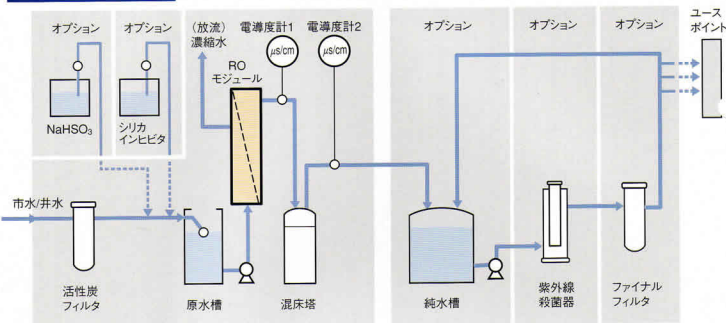 オプション
オプション
（放流）
濃縮水
電導度計1
電導度計2
オプション
オプション
オプション
ユース
ポイント
μs/cm
μs/cm
RO
モジュール
NaHSO₃
シリカ
インヒビタ
市水/井水
活性炭
フィルタ
原水槽
混床塔
純水槽
紫外線
殺菌器
ファイナル
フィルタ